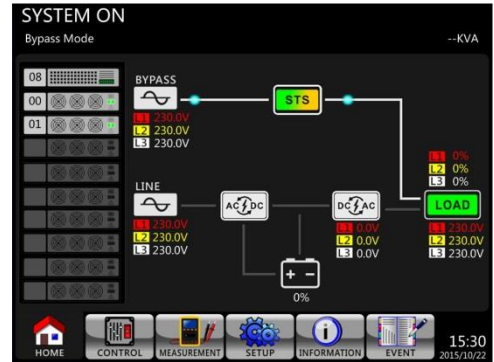 SYSTEM ON
Bypass Mode --KVA
08
00
01
BYPASS
L1 230.0V
L2 230.0V
L3 230.0V
STS
L1 0%
L2 0%
L3 0%
LINE
L1 230.0V
L2 230.0V
L3 230.0V
AC DC
DC AC
L1 0.0V
L2 0.0V
L3 0.0V
LOAD
L1 230.0V
L2 230.0V
L3 230.0V
+ -
0%
HOME
CONTROL
MEASUREMENT
SETUP
INFORMATION
EVENT
15:30
2015/10/22